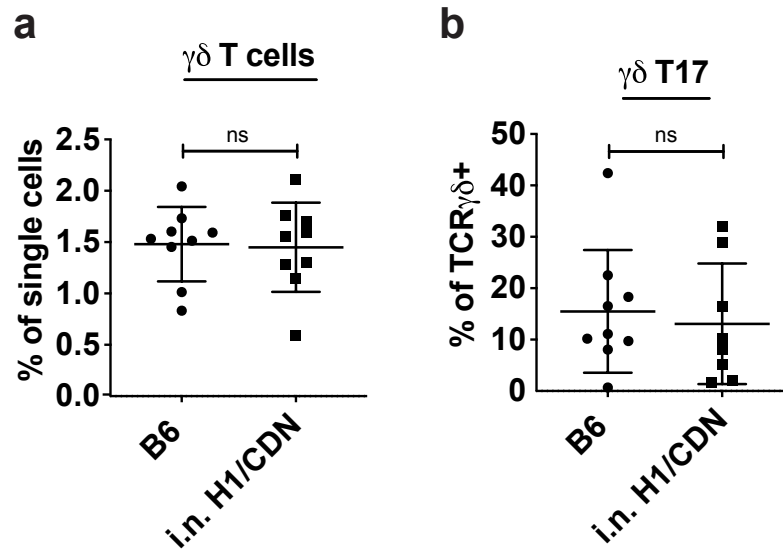 a
γδ T cells
% of single cells
2.5
2.0
1.5
1.0
0.5
0.0
ns
B6
i.n. H1/CDN
b
γδ T17
% of TCRγδ+
50
40
30
20
10
0
ns
B6
i.n. H1/CDN